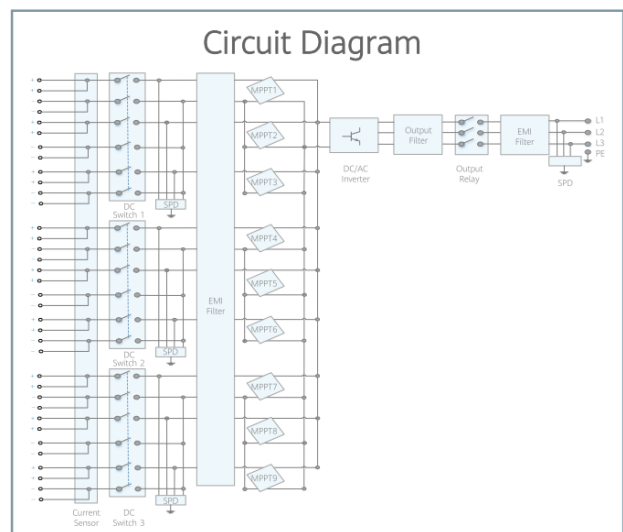 Circuit Diagram
MPPT1
MPPT2
MPPT3
DC
Switch 1
SPD
MPPT4
MPPT5
MPPT6
EMI
Filter
DC
Switch 2
SPD
MPPT7
MPPT8
MPPT9
SPD
Current
Sensor
DC
Switch 3
DC/AC
Inverter
Output
Filter
Output
Relay
EMI
Filter
SPD
L1
L2
L3
PE